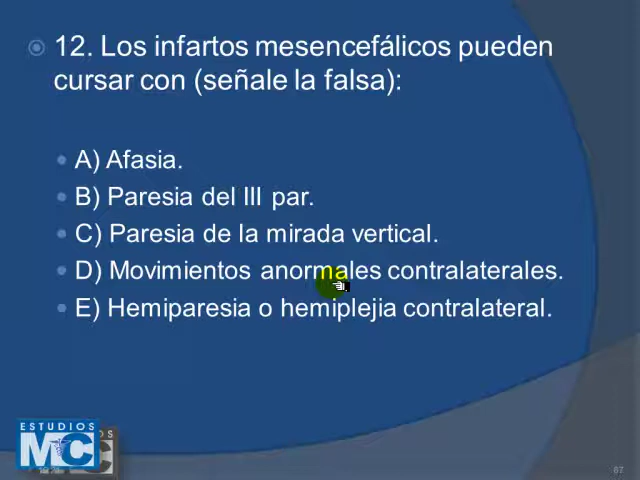 12. Los infartos mesencefálicos pueden
cursar con (señale la falsa):
A) Afasia.
B) Paresia del III par.
C) Paresia de la mirada vertical.
D) Movimientos anormales contralaterales.
E) Hemiparesia o hemiplejia contralateral.
ESTUDIOS
MC
67